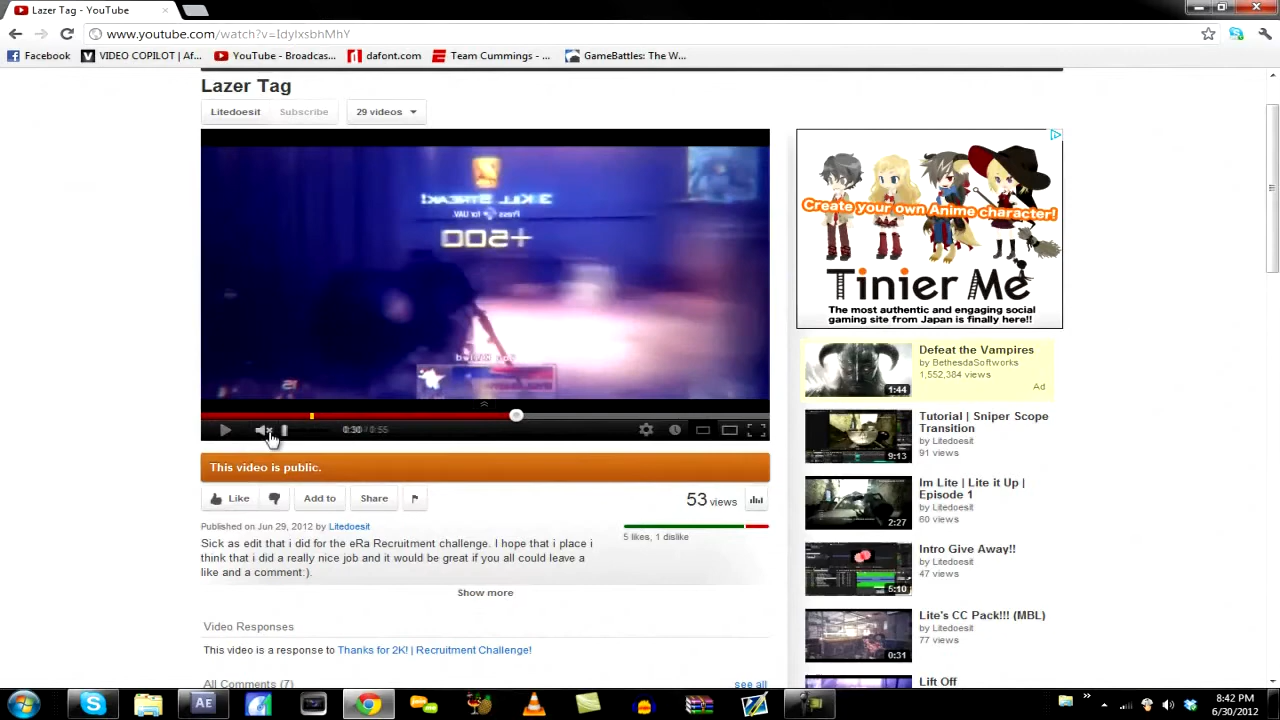 Lazer Tag - YouTube
www.youtube.com/watch?v=IdyIxsbhMhY
Facebook
VIDEO COPILOT | Af...
YouTube - Broadcas...
dafont.com
Team Cummings - ...
GameBattles: The W...
Lazer Tag
Litedoesit
Subscribe
29 videos
3 KILL STREAK!
Press for UAV.
+500
0:30 / 0:55
This video is public.
Like
Add to
Share
53 views
Published on Jun 29, 2012 by Litedoesit
5 likes, 1 dislike
Sick as edit that i did for the eRa Recruitment challenge. I hope that i place i
think that i did a really nice job and it would be great if you all could leave a
like and a comment:).
Show more
Video Responses
This video is a response to Thanks for 2K! | Recruitment Challenge!
All Comments (7)
see all
Create your own Anime character!
Tinier Me
The most authentic and engaging social
gaming site from Japan is finally here!!
Defeat the Vampires
by BethesdaSoftworks
1,552,384 views
Ad
1:44
Tutorial | Sniper Scope
Transition
by Litedoesit
91 views
9:13
Im Lite | Lite it Up |
Episode 1
by Litedoesit
60 views
2:27
Intro Give Away!!
by Litedoesit
47 views
5:10
Lite's CC Pack!!! (MBL)
by Litedoesit
77 views
0:31
Lift Off
AE
8:42 PM
6/30/2012